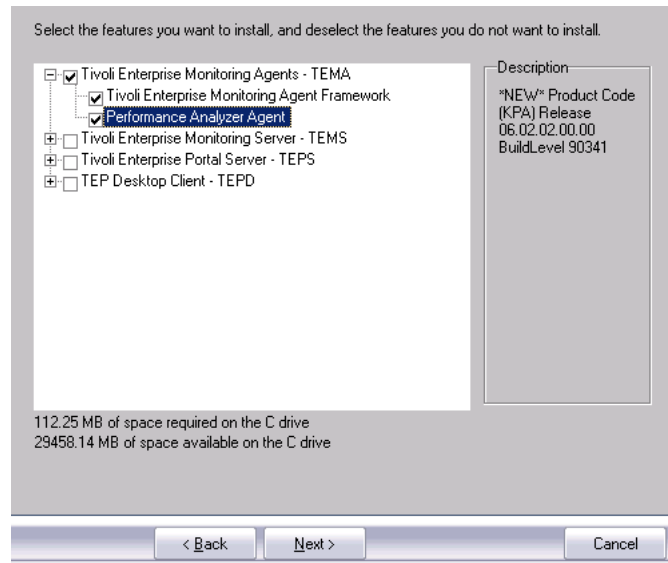 Select the features you want to install, and deselect the features you do not want to install.
Tivoli Enterprise Monitoring Agents - TEMA
Tivoli Enterprise Monitoring Agent Framework
Performance Analyzer Agent
Tivoli Enterprise Monitoring Server - TEMS
Tivoli Enterprise Portal Server - TEPS
TEP Desktop Client - TEPD
Description
*NEW* Product Code
(KPA) Release
06.02.02.00.00
BuildLevel 90341
112.25 MB of space required on the C drive
29458.14 MB of space available on the C drive
< Back
Next >
Cancel